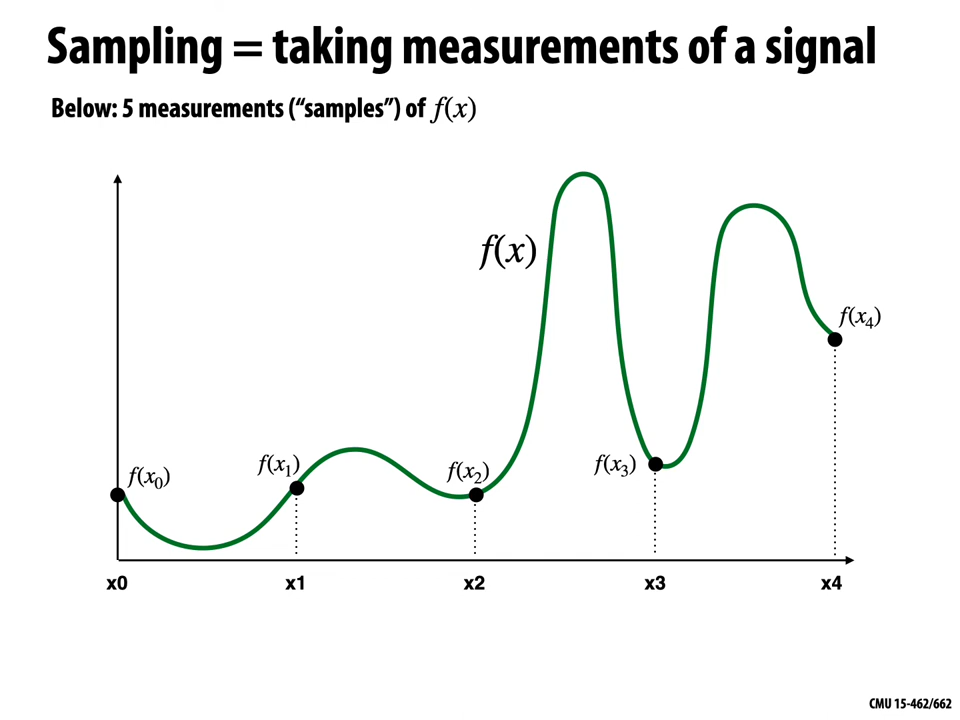 Sampling = taking measurements of a signal
Below: 5 measurements (“samples”) of f(x)
f(x)
f(x₄)
f(x₀)
f(x₁)
f(x₂)
f(x₃)
x0 x1 x2 x3 x4
CMU 15-462/662